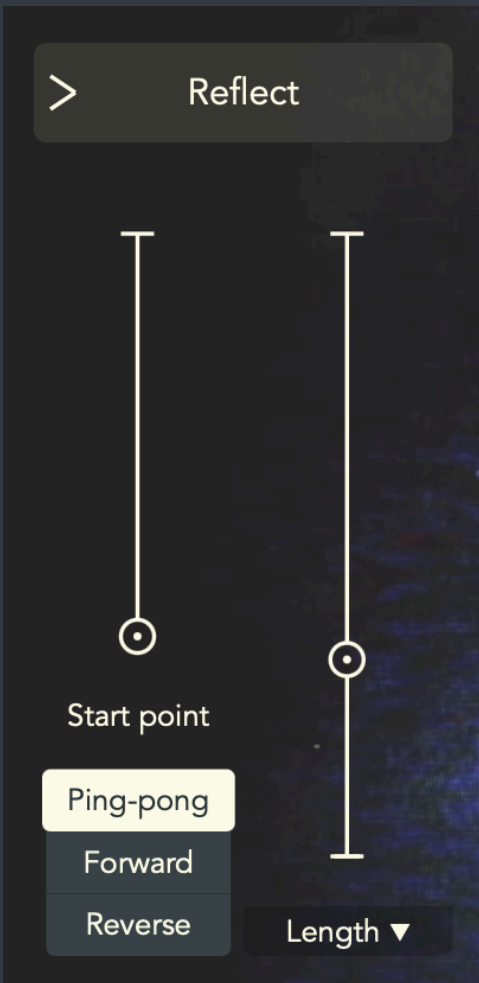 Reflect
Start point
Ping-pong
Forward
Reverse
Length ▼